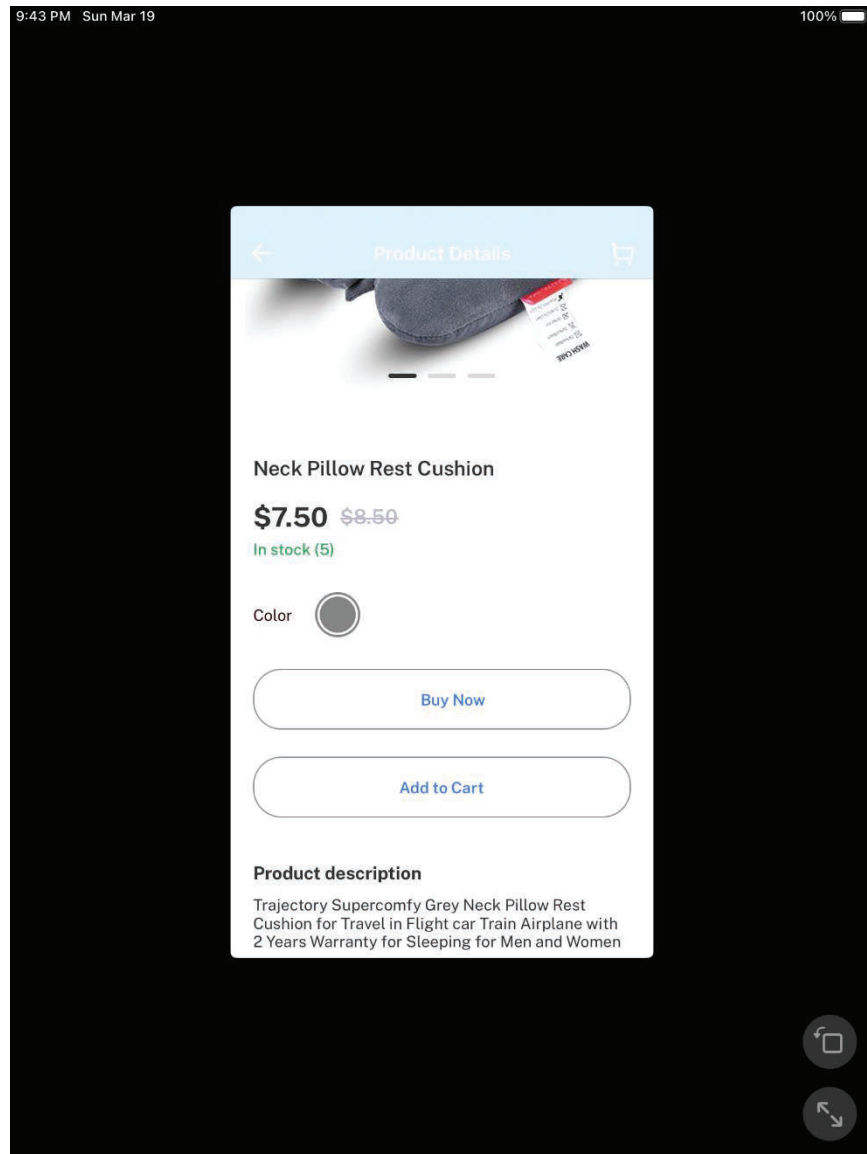 9:43 PM Sun Mar 19
100%
Product Details
WASH CARE
Neck Pillow Rest Cushion
$7.50 $8.50
In stock (5)
Color
Buy Now
Add to Cart
Product description
Trajectory Supercomfy Grey Neck Pillow Rest
Cushion for Travel in Flight car Train Airplane with
2 Years Warranty for Sleeping for Men and Women